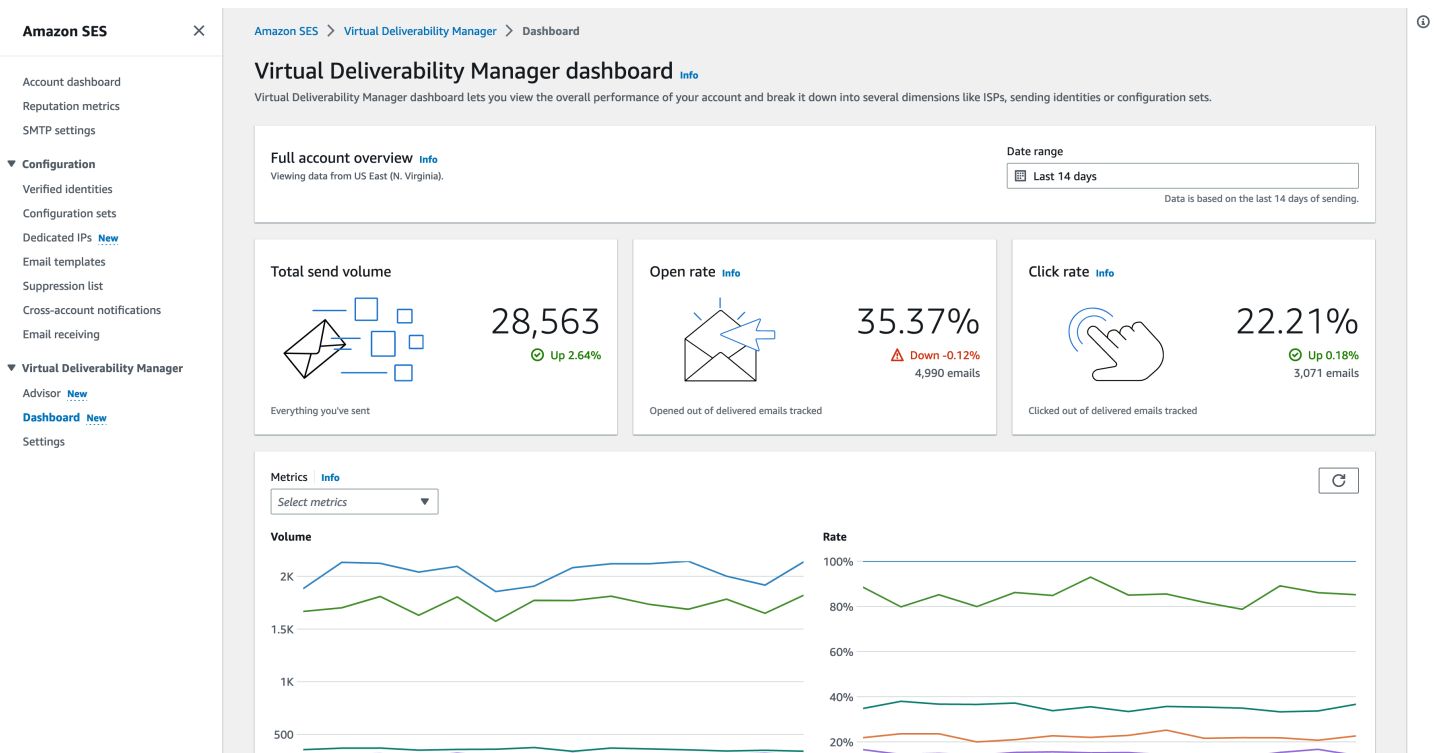 Amazon SES
Account dashboard
Reputation metrics
SMTP settings
Configuration
Verified identities
Configuration sets
Dedicated IPs New
Email templates
Suppression list
Cross-account notifications
Email receiving
Virtual Deliverability Manager
Advisor New
Dashboard New
Settings
Amazon SES > Virtual Deliverability Manager > Dashboard
Virtual Deliverability Manager dashboard Info
Virtual Deliverability Manager dashboard lets you view the overall performance of your account and break it down into several dimensions like ISPs, sending identities or configuration sets.
Full account overview Info
Viewing data from US East (N. Virginia).
Date range
Last 14 days
Data is based on the last 14 days of sending.
Total send volume
28,563
Up 2.64%
Everything you've sent
Open rate Info
35.37%
Down -0.12%
4,990 emails
Opened out of delivered emails tracked
Click rate Info
22.21%
Up 0.18%
3,071 emails
Clicked out of delivered emails tracked
Metrics Info
Select metrics
Volume
2K
1.5K
1K
500
Rate
100%
80%
60%
40%
20%